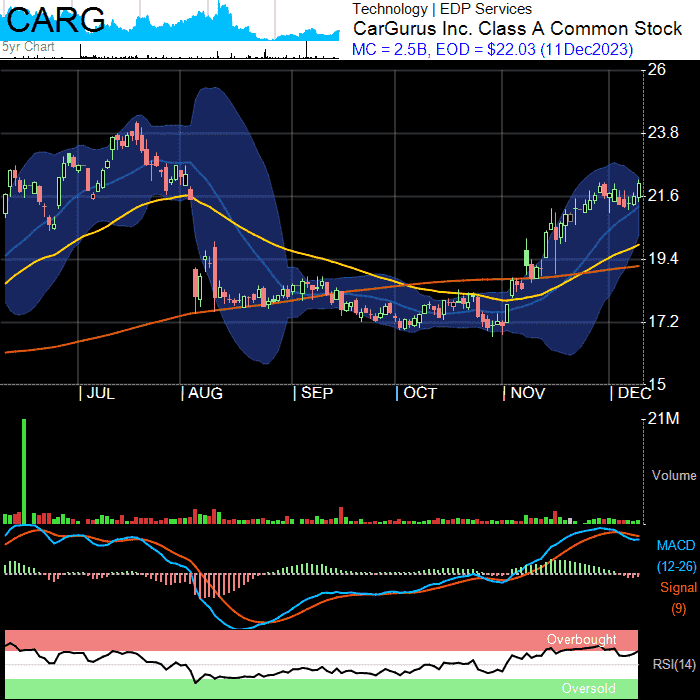 CARG
5yr Chart
Technology | EDP Services
CarGurus Inc. Class A Common Stock
MC = 2.5B, EOD = $22.03 (11Dec2023)
26
23.8
21.6
19.4
17.2
15
JUL
AUG
SEP
OCT
NOV
DEC
21M
Volume
MACD
(12-26)
Signal
(9)
Overbought
RSI(14)
Oversold